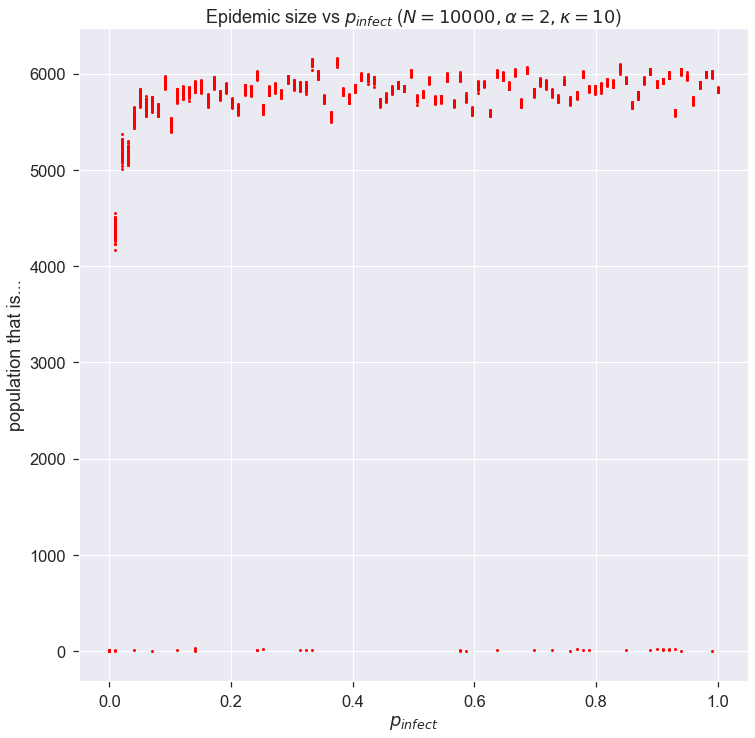 Epidemic size vs p_infect (N = 10000, α = 2, κ = 10)
population that is...
6000
5000
4000
3000
2000
1000
0
0.0 0.2 0.4 0.6 0.8 1.0
p_infect